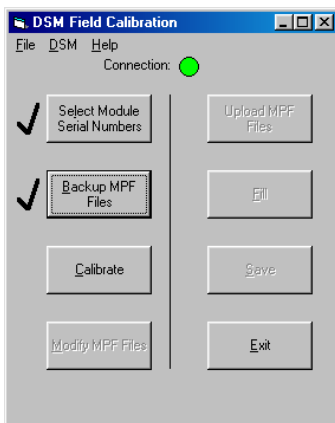 DSM Field Calibration
File DSM Help
Connection:
Select Module
Serial Numbers
Upload MPF
Files
Backup MPF
Files
Fill
Calibrate
Save
Modify MPF Files
Exit